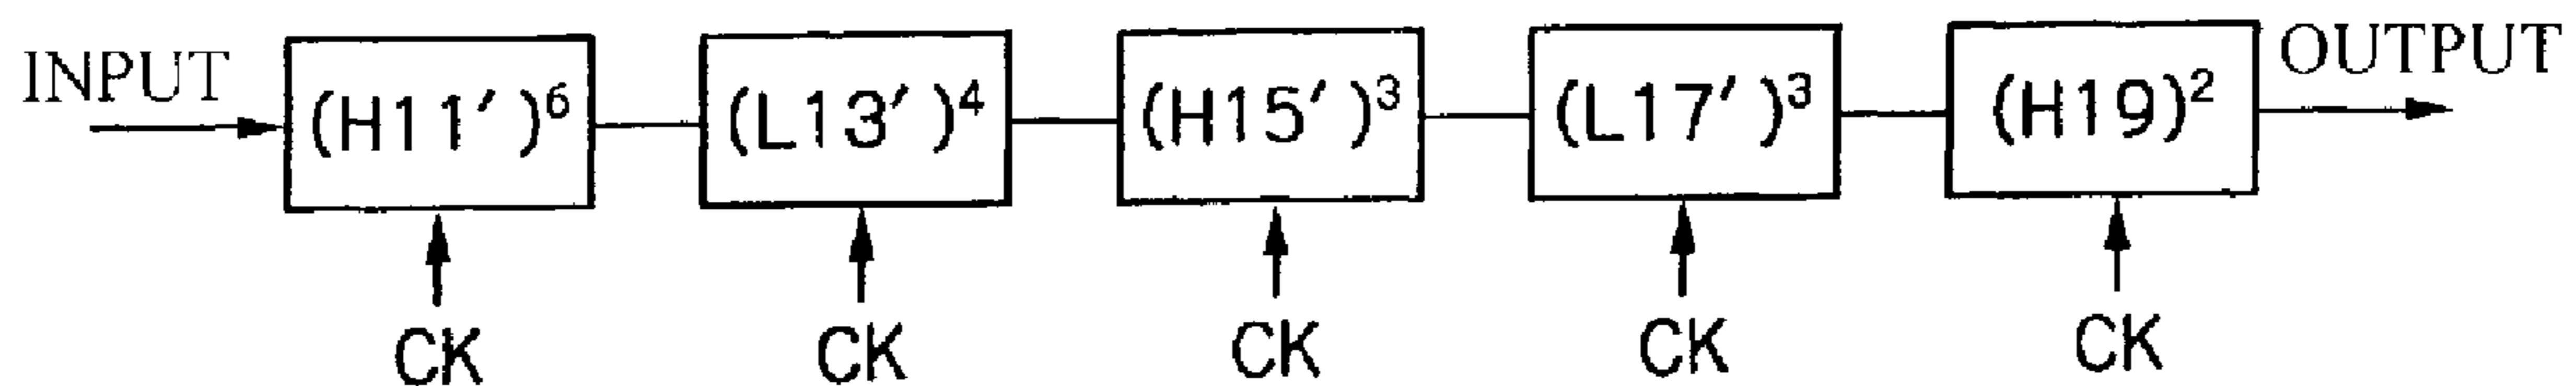 INPUT (H11′)⁶ (L13′)⁴ (H15′)³ (L17′)³ (H19)² OUTPUT
CK CK CK CK CK